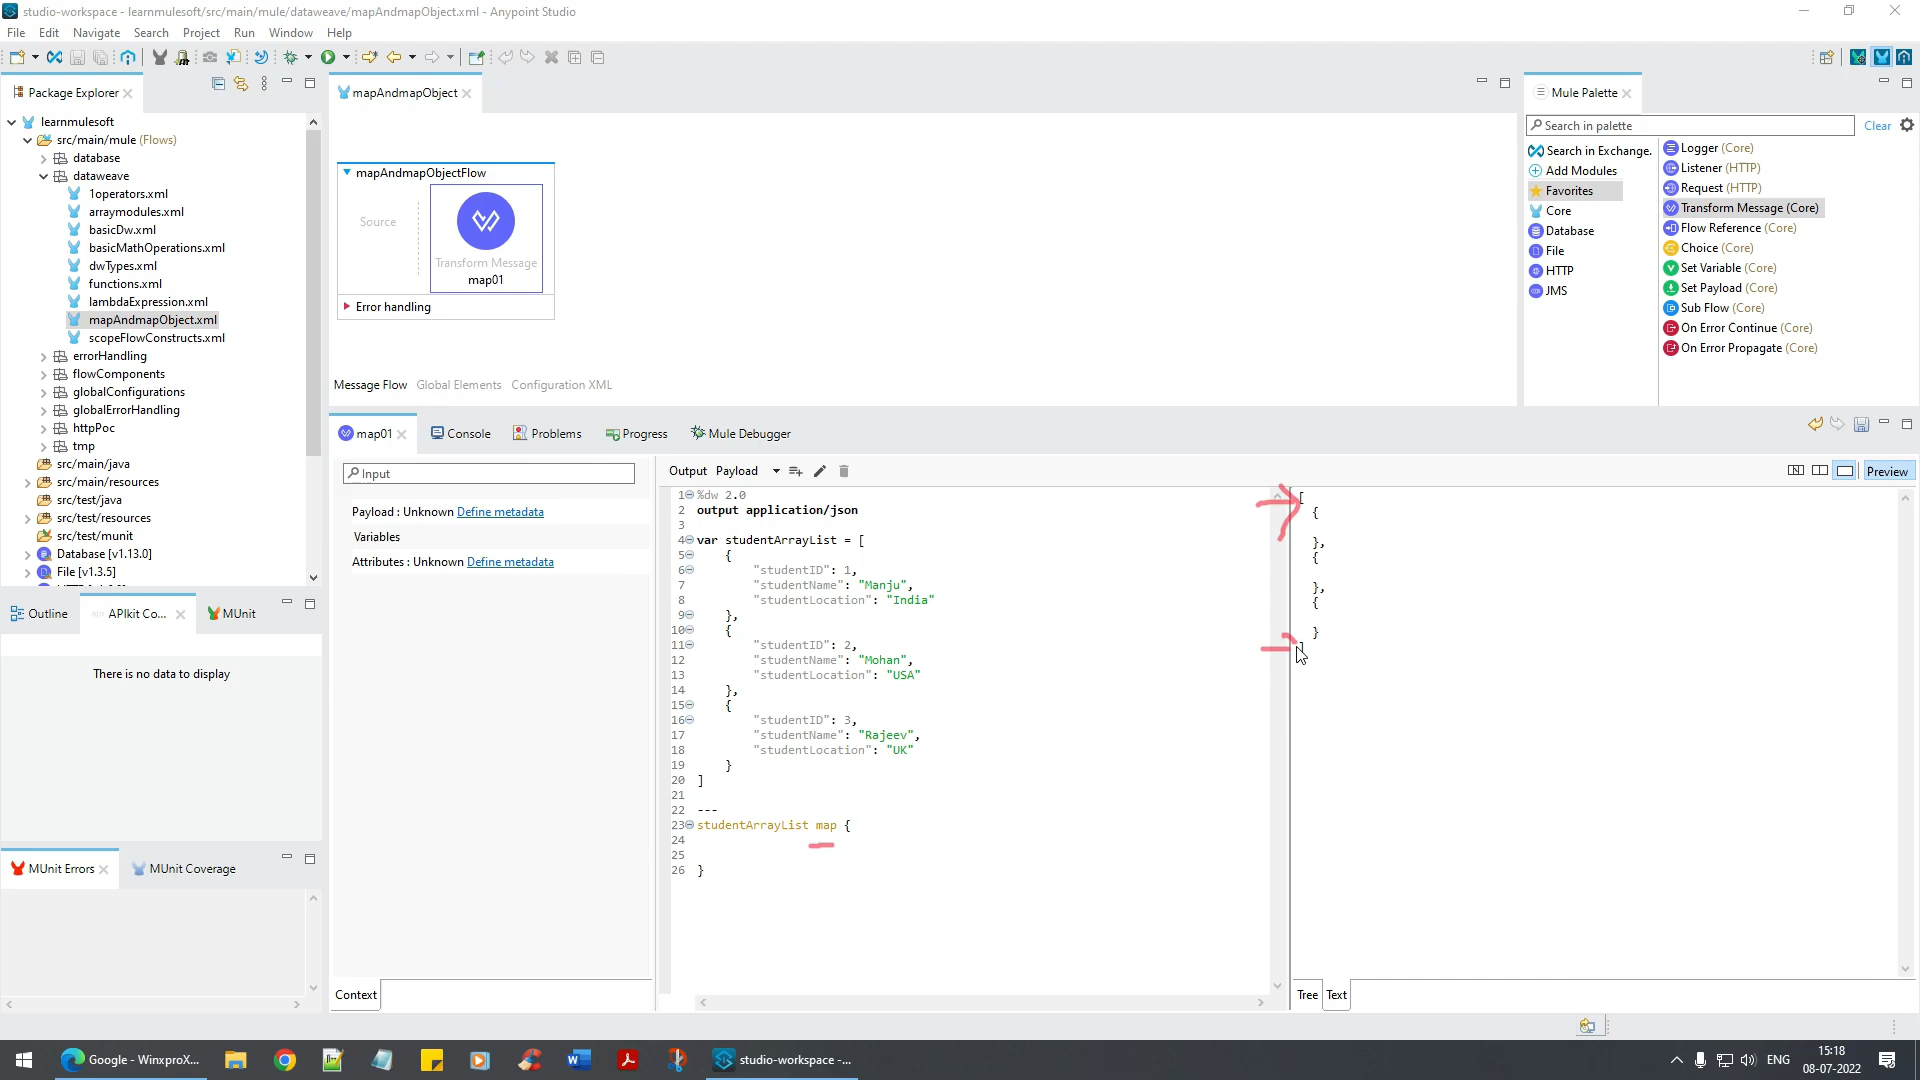 studio-workspace - learnmulesoft/src/main/mule/dataweave/mapAndmapObject.xml - Anypoint Studio
File Edit Navigate Search Project Run Window Help
Package Explorer
learnmulesoft
src/main/mule (Flows)
database
dataweave
1operators.xml
arraymodules.xml
basicDw.xml
basicMathOperations.xml
dwTypes.xml
functions.xml
lambdaExpression.xml
mapAndmapObject.xml
scopeFlowConstructs.xml
errorHandling
flowComponents
globalConfigurations
globalErrorHandling
httpPoc
tmp
src/main/java
src/main/resources
src/test/java
src/test/resources
src/test/munit
Database [v1.13.0]
File [v1.3.5]
Outline APIkit Co... MUnit
There is no data to display
MUnit Errors MUnit Coverage
mapAndmapObject
mapAndmapObjectFlow
Source
Transform Message
map01
Error handling
Message Flow Global Elements Configuration XML
Mule Palette
Search in palette Clear
Search in Exchange.
Add Modules
Favorites
Core
Database
File
HTTP
JMS
Logger (Core)
Listener (HTTP)
Request (HTTP)
Transform Message (Core)
Flow Reference (Core)
Choice (Core)
Set Variable (Core)
Set Payload (Core)
Sub Flow (Core)
On Error Continue (Core)
On Error Propagate (Core)
map01 Console Problems Progress Mule Debugger
Input
Payload : Unknown Define metadata
Variables
Attributes : Unknown Define metadata
Context
Output Payload
Preview
1 %dw 2.0
2 output application/json
3
4 var studentArrayList = [
5 {
6 "studentID": 1,
7 "studentName": "Manju",
8 "studentLocation": "India"
9 },
10 {
11 "studentID": 2,
12 "studentName": "Mohan",
13 "studentLocation": "USA"
14 },
15 {
16 "studentID": 3,
17 "studentName": "Rajeev",
18 "studentLocation": "UK"
19 }
20 ]
21
22 ---
23 studentArrayList map {
24
25
26 }
[
{
},
{
},
{
}
]
Tree Text
Google - WinxproX... studio-workspace -... ENG 15:18
08-07-2022